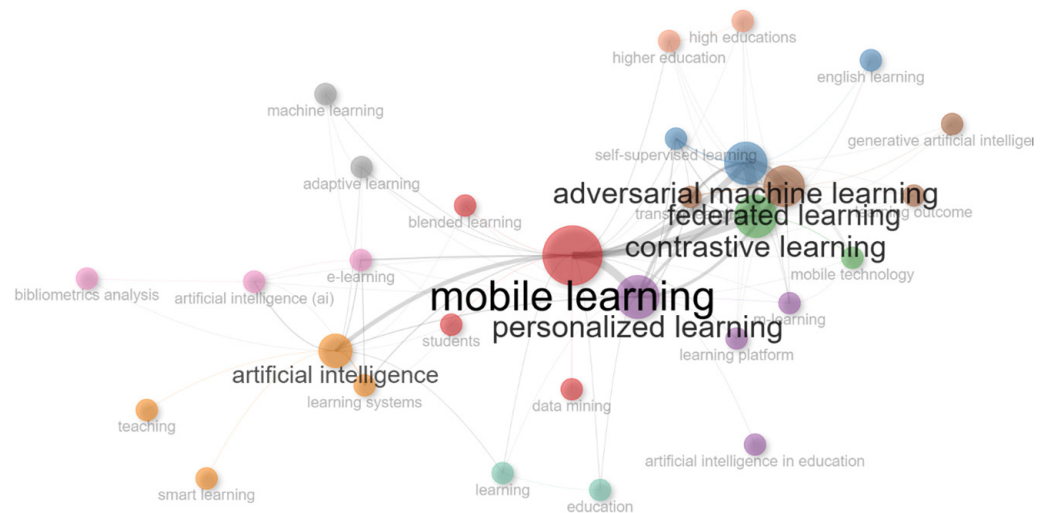 high educations
higher education
english learning
machine learning
generative artificial intellige
self-supervised learning
adaptive learning
adversarial machine learning
blended learning
federated learning
contrastive learning
mobile technology
e-learning
bibliometrics analysis
artificial intelligence (ai)
mobile learning
m-learning
personalized learning
students
learning platform
artificial intelligence
learning systems
data mining
teaching
artificial intelligence in education
learning
smart learning
education